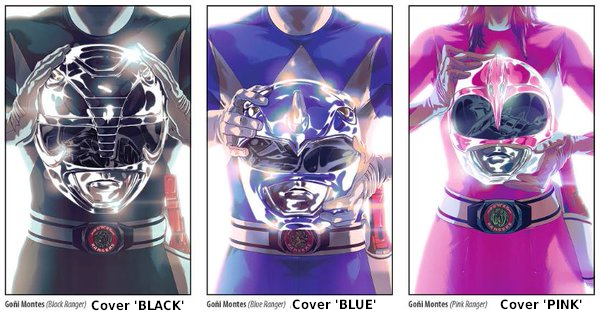 Goñi Montes (Black Ranger) Cover 'BLACK'
Goñi Montes (Blue Ranger) Cover 'BLUE'
Goñi Montes (Pink Ranger) Cover 'PINK'